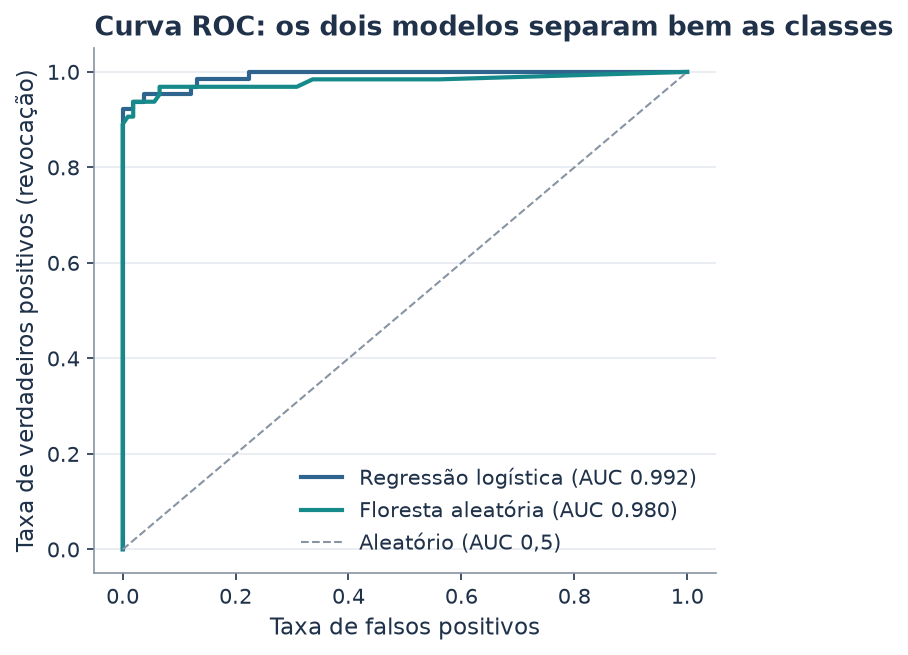 Curva ROC: os dois modelos separam bem as classes
Taxa de verdadeiros positivos (revocação)
1.0
0.8
0.6
0.4
0.2
0.0
Regressão logística (AUC 0.992)
Floresta aleatória (AUC 0.980)
Aleatório (AUC 0,5)
0.0 0.2 0.4 0.6 0.8 1.0
Taxa de falsos positivos